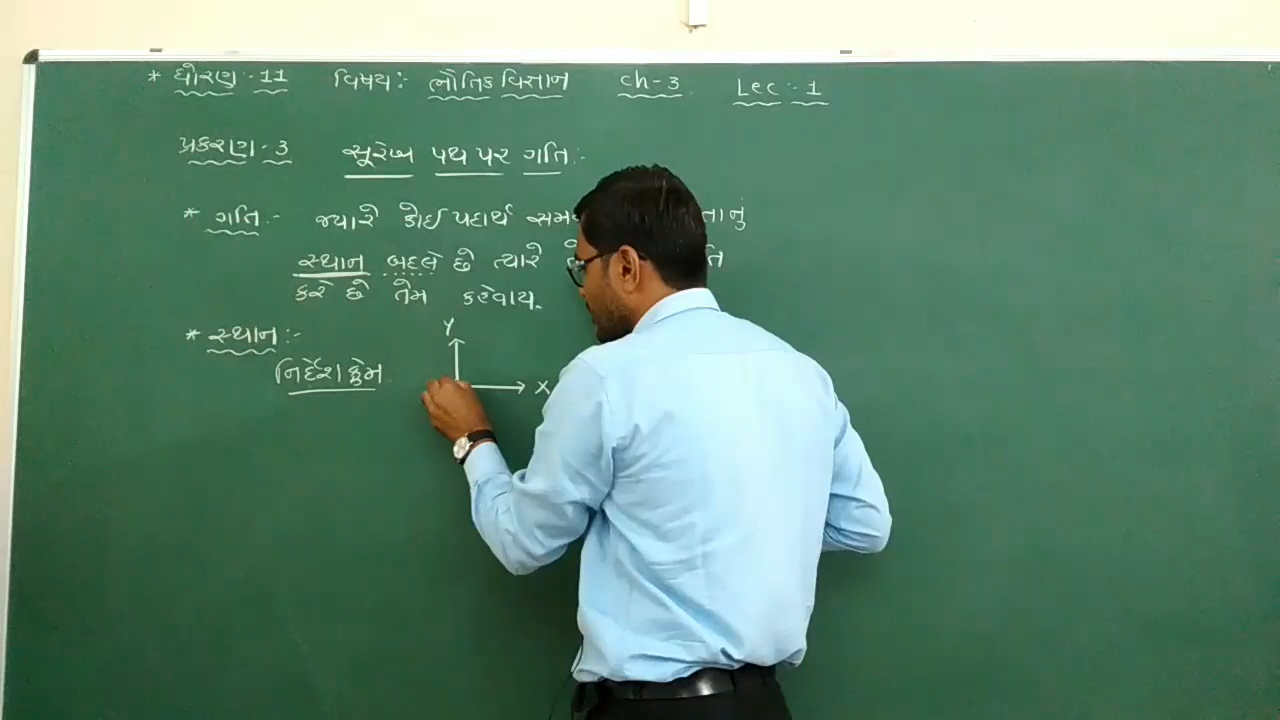 * ધોરણ :- 11 વિષય : ભૌતિક વિજ્ઞાન ch-3 Lec :- 1
પ્રકરણ - 3 સૂરેખ પથ પર ગતિ :-
* ગતિ :- જ્યારે કોઈ પદાર્થ
સ્થાન બદલે છે ત્યારે
કરે છે તેમ કહેવાય.
* સ્થાન :-
Y
નિર્દેશ ફ્રેમ
X